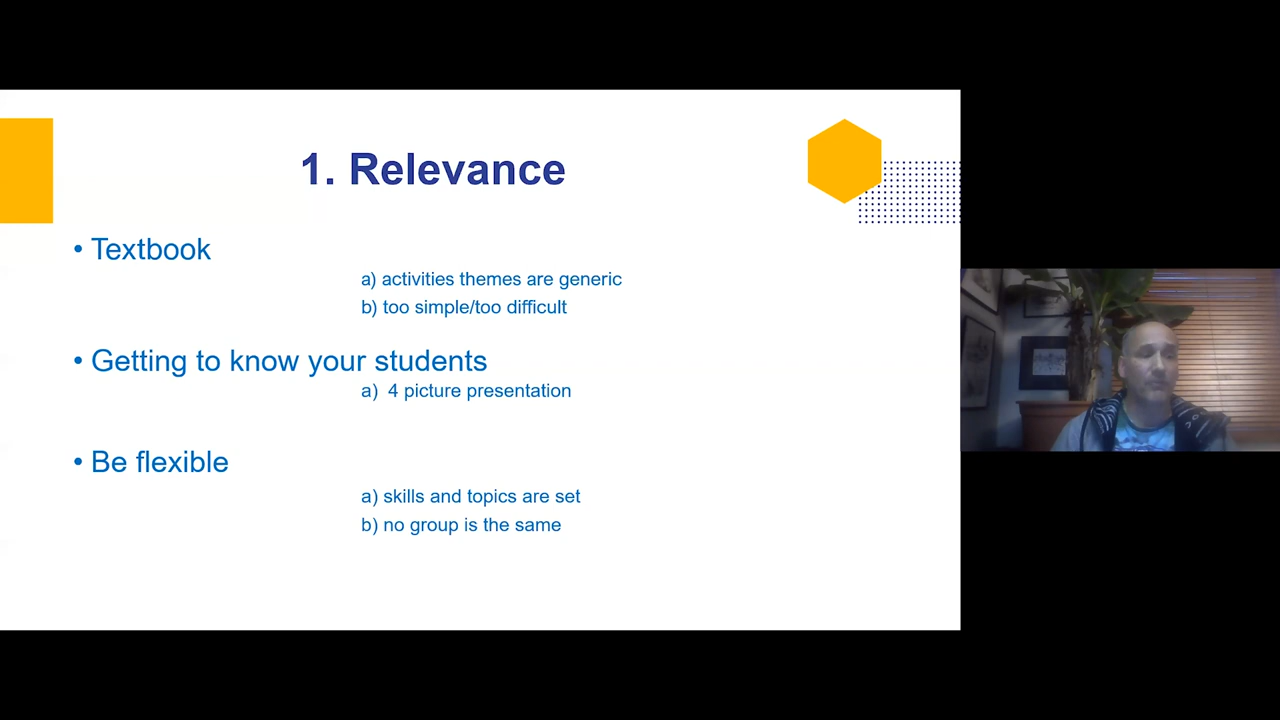 1. Relevance
• Textbook
a) activities themes are generic
b) too simple/too difficult
• Getting to know your students
a) 4 picture presentation
• Be flexible
a) skills and topics are set
b) no group is the same